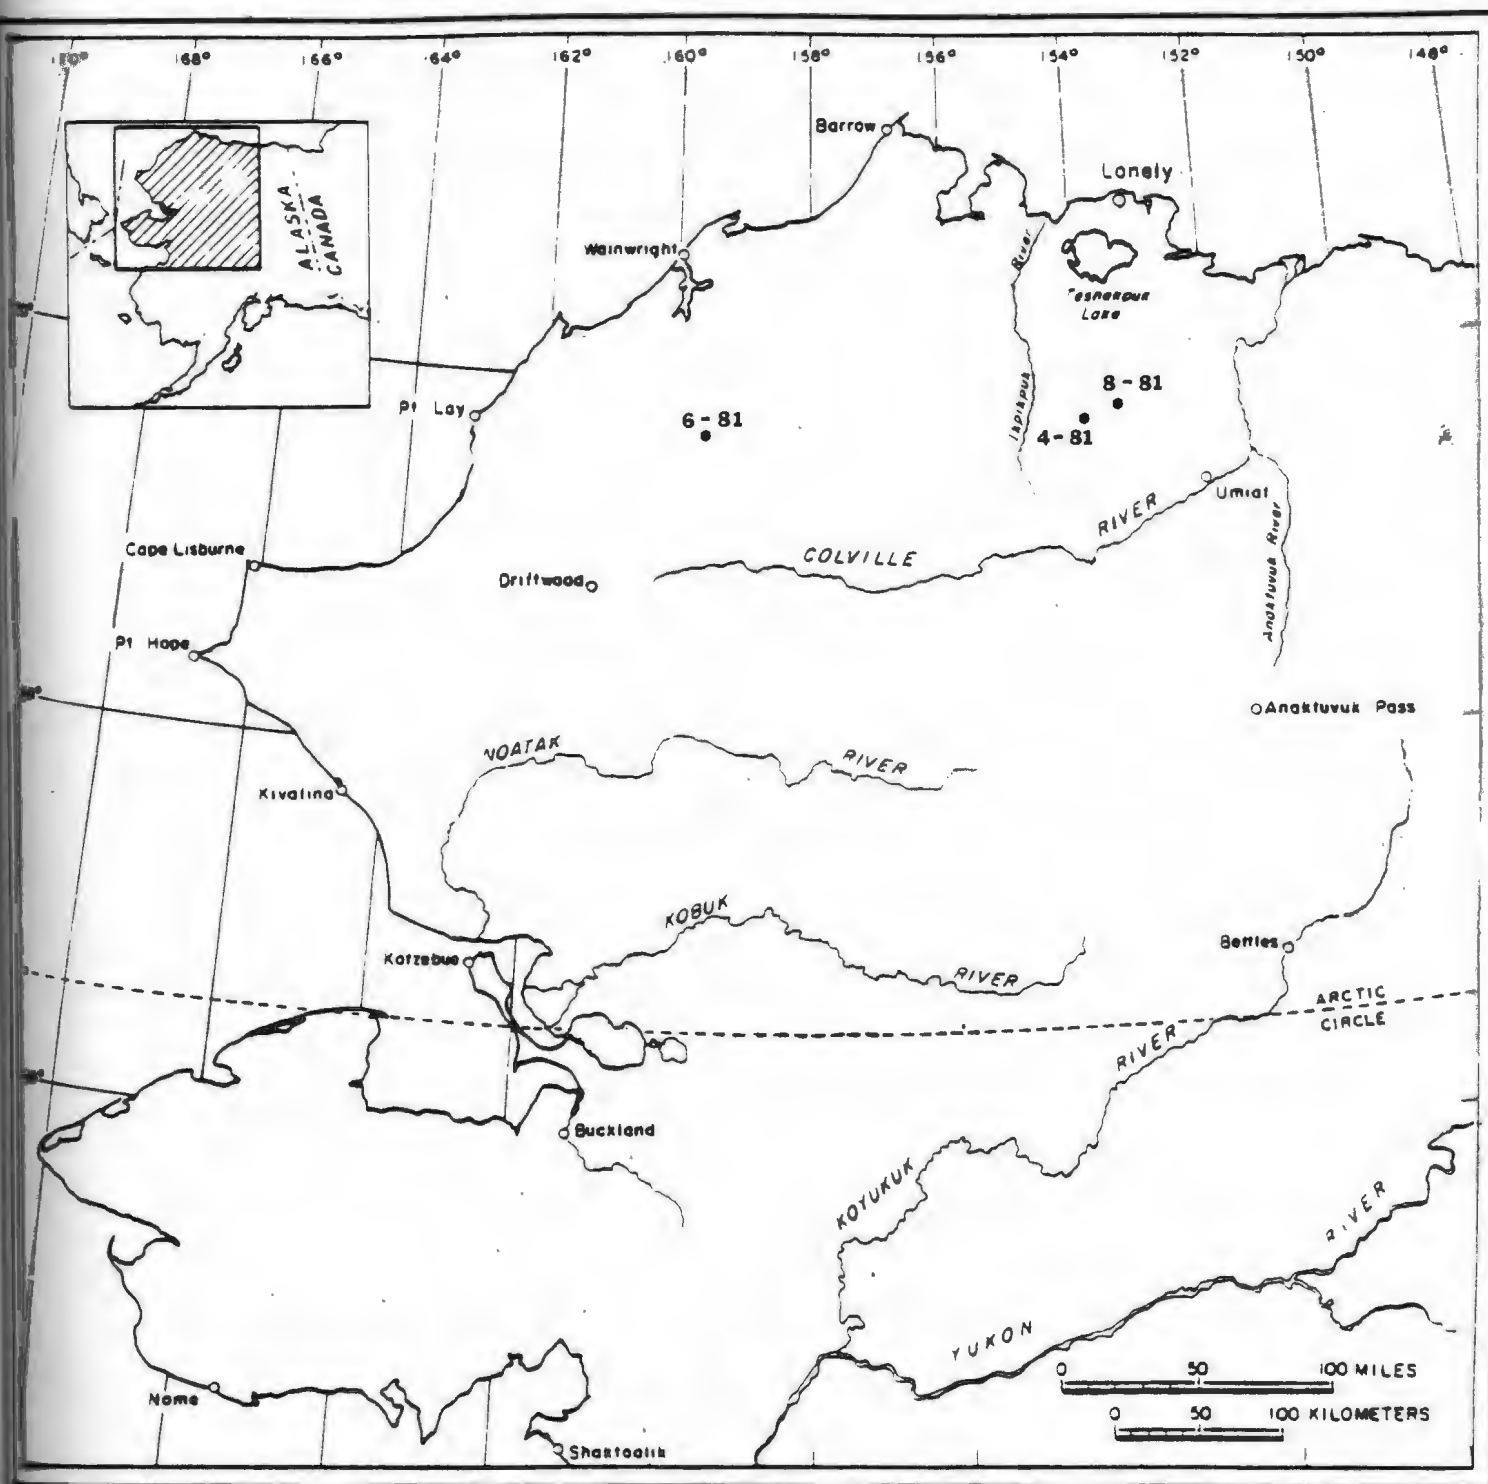 168° 166° 164° 162° 160° 158° 156° 154° 152° 150° 148°
Barrow
Lonely
ALASKA
CANADA
Wainwright
River
Teshekpuk
Lake
Pt Lay
6-81
8-81
4-81
Ikpikpuk
Umiat
RIVER
COLVILLE
Cape Lisburne
Driftwood
Anaktuvuk River
Pt Hope
Anaktuvuk Pass
NOATAK
RIVER
Kivalina
KOBUK
RIVER
Kotzebue
Bettles
ARCTIC
CIRCLE
RIVER
Buckland
KOYUKUK
RIVER
YUKON
0 50 100 MILES
0 50 100 KILOMETERS
Nome
Shaktoolik